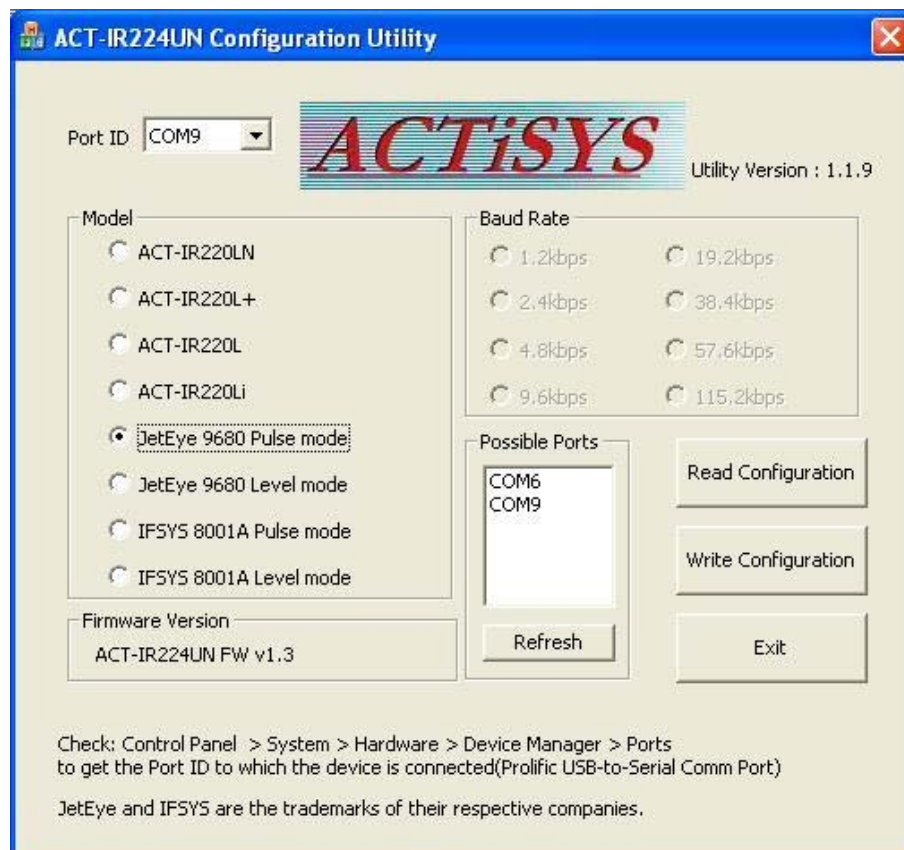 ACT-IR224UN Configuration Utility
Port ID COM9
ACTiSYS
Utility Version : 1.1.9
Model
ACT-IR220LN
ACT-IR220L+
ACT-IR220L
ACT-IR220Li
JetEye 9680 Pulse mode
JetEye 9680 Level mode
IFSYS 8001A Pulse mode
IFSYS 8001A Level mode
Baud Rate
1.2kbps 19.2kbps
2.4kbps 38.4kbps
4.8kbps 57.6kbps
9.6kbps 115.2kbps
Possible Ports
COM6
COM9
Refresh
Read Configuration
Write Configuration
Exit
Firmware Version
ACT-IR224UN FW v1.3
Check: Control Panel > System > Hardware > Device Manager > Ports
to get the Port ID to which the device is connected(Prolific USB-to-Serial Comm Port)
JetEye and IFSYS are the trademarks of their respective companies.